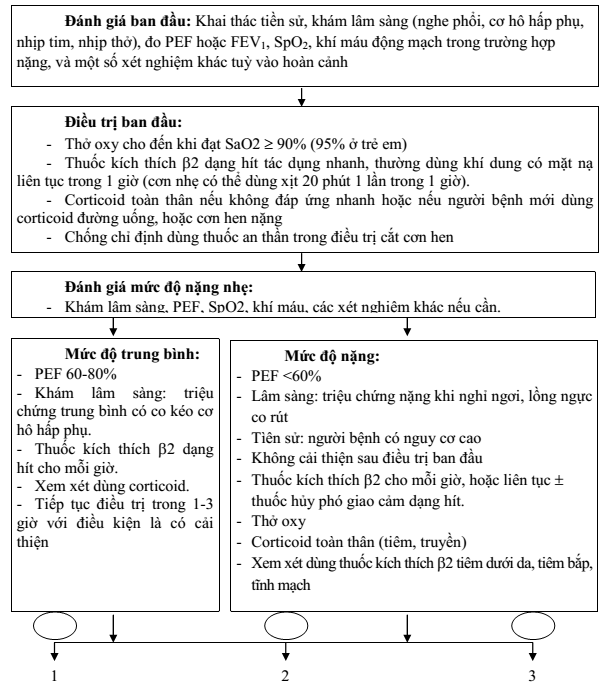 Đánh giá ban đầu: Khai thác tiền sử, khám lâm sàng (nghe phổi, cơ hô hấp phụ,
nhịp tim, nhịp thở), đo PEF hoặc FEV₁, SpO₂, khí máu động mạch trong trường hợp
nặng, và một số xét nghiệm khác tuỳ vào hoàn cảnh
Điều trị ban đầu:
- Thở oxy cho đến khi đạt SaO2 ≥ 90% (95% ở trẻ em)
- Thuốc kích thích β2 dạng hít tác dụng nhanh, thường dùng khí dung có mặt nạ
liên tục trong 1 giờ (cơn nhẹ có thể dùng xịt 20 phút 1 lần trong 1 giờ).
- Corticoid toàn thân nếu không đáp ứng nhanh hoặc nếu người bệnh mới dùng
corticoid đường uống, hoặc cơn hen nặng
- Chống chỉ định dùng thuốc an thần trong điều trị cắt cơn hen
Đánh giá mức độ nặng nhẹ:
- Khám lâm sàng, PEF, SpO2, khí máu, các xét nghiêm khác nếu cần.
Mức độ trung bình:
- PEF 60-80%
- Khám lâm sàng: triệu
chứng trung bình có co kéo cơ
hô hấp phụ.
- Thuốc kích thích β2 dạng
hít cho mỗi giờ.
- Xem xét dùng corticoid.
- Tiếp tục điều trị trong 1-3
giờ với điều kiện là có cải
thiện
Mức độ nặng:
- PEF <60%
- Lâm sàng: triệu chứng nặng khi nghỉ ngơi, lồng ngực
co rút
- Tiên sử: người bệnh có nguy cơ cao
- Không cải thiện sau điều trị ban đầu
- Thuốc kích thích β2 cho mỗi giờ, hoặc liên tục ±
thuốc hủy phó giao cảm dạng hít.
- Thở oxy
- Corticoid toàn thân (tiêm, truyền)
- Xem xét dùng thuốc kích thích β2 tiêm dưới da, tiêm bắp,
tĩnh mạch
1 2 3